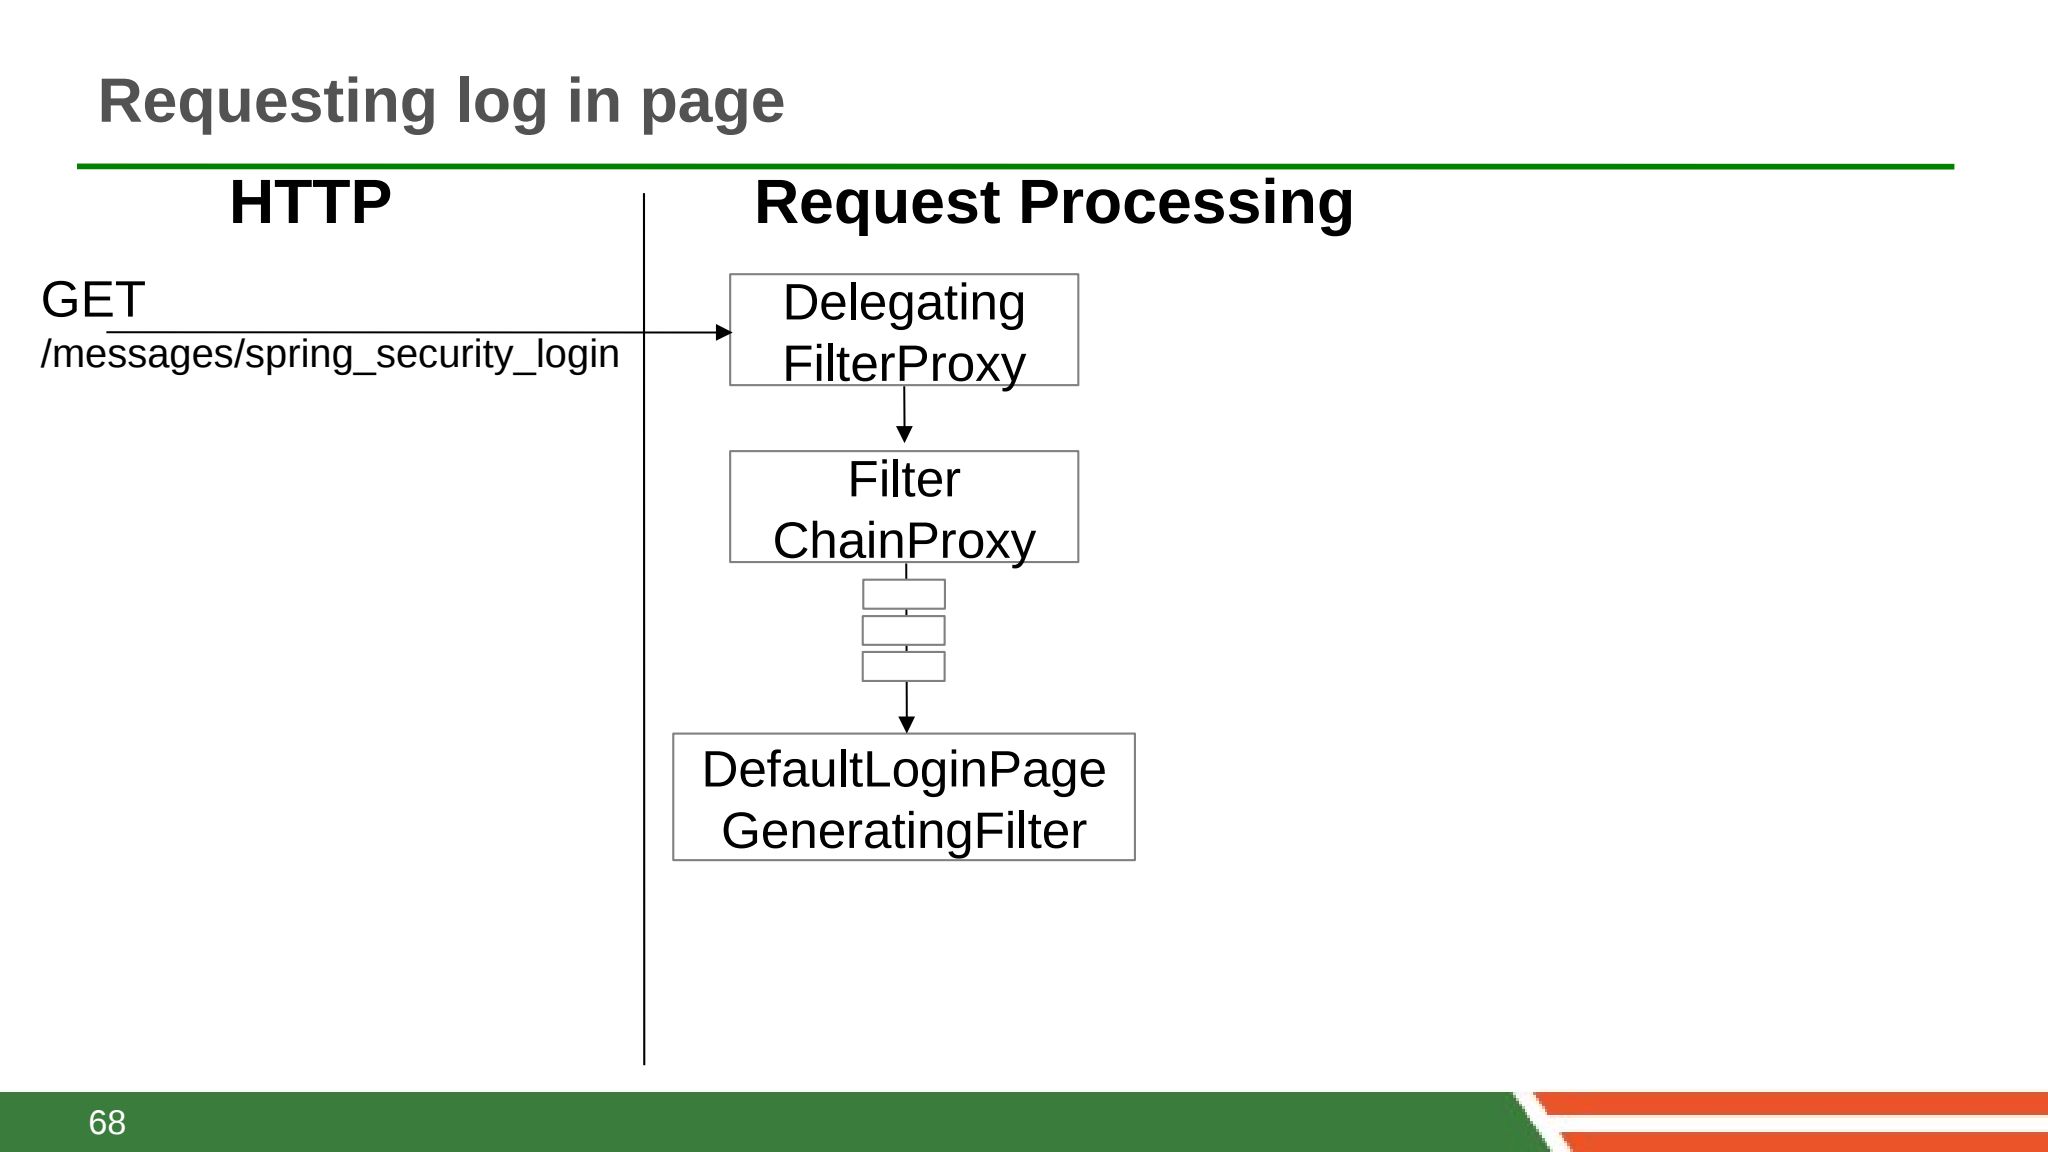 Requesting log in page
HTTP
Request Processing
GET
/messages/spring_security_login
Delegating
FilterProxy
Filter
ChainProxy
DefaultLoginPage
GeneratingFilter
68